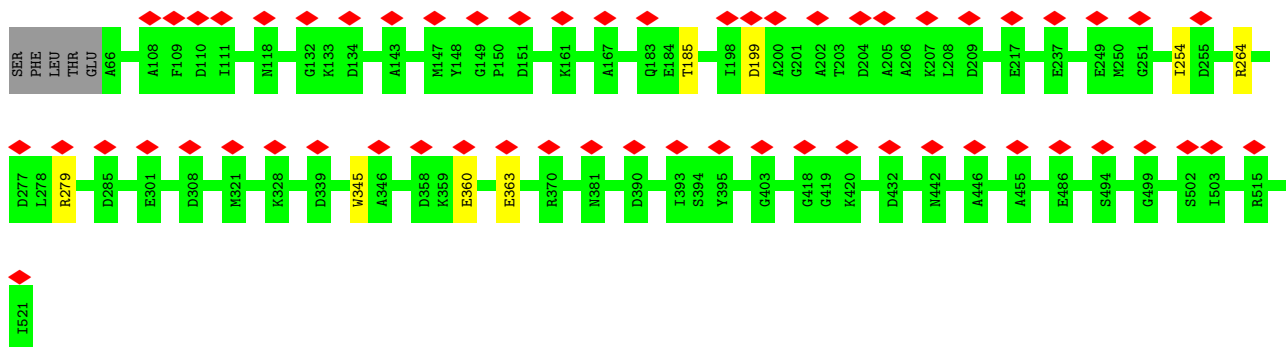 SER PHE LEU THR GLU A66 A108 F109 D110 I111 N118 G132 K133 D134 A143 M147 Y148 G149 P150 D151 K161 A167 Q183 E184 T185 I198 D199 A200 G201 A202 T203 D204 A205 A206 K207 L208 D209 E217 E237 E249 M250 G251 I254 D255 R264
D277 L278 R279 D285 E301 D308 M321 K328 D339 W345 A346 D358 K359 E360 E363 R370 N381 D390 I393 S394 Y395 G403 G418 G419 K420 D432 N442 A446 A455 E486 S494 G499 S502 I503 R515
I521